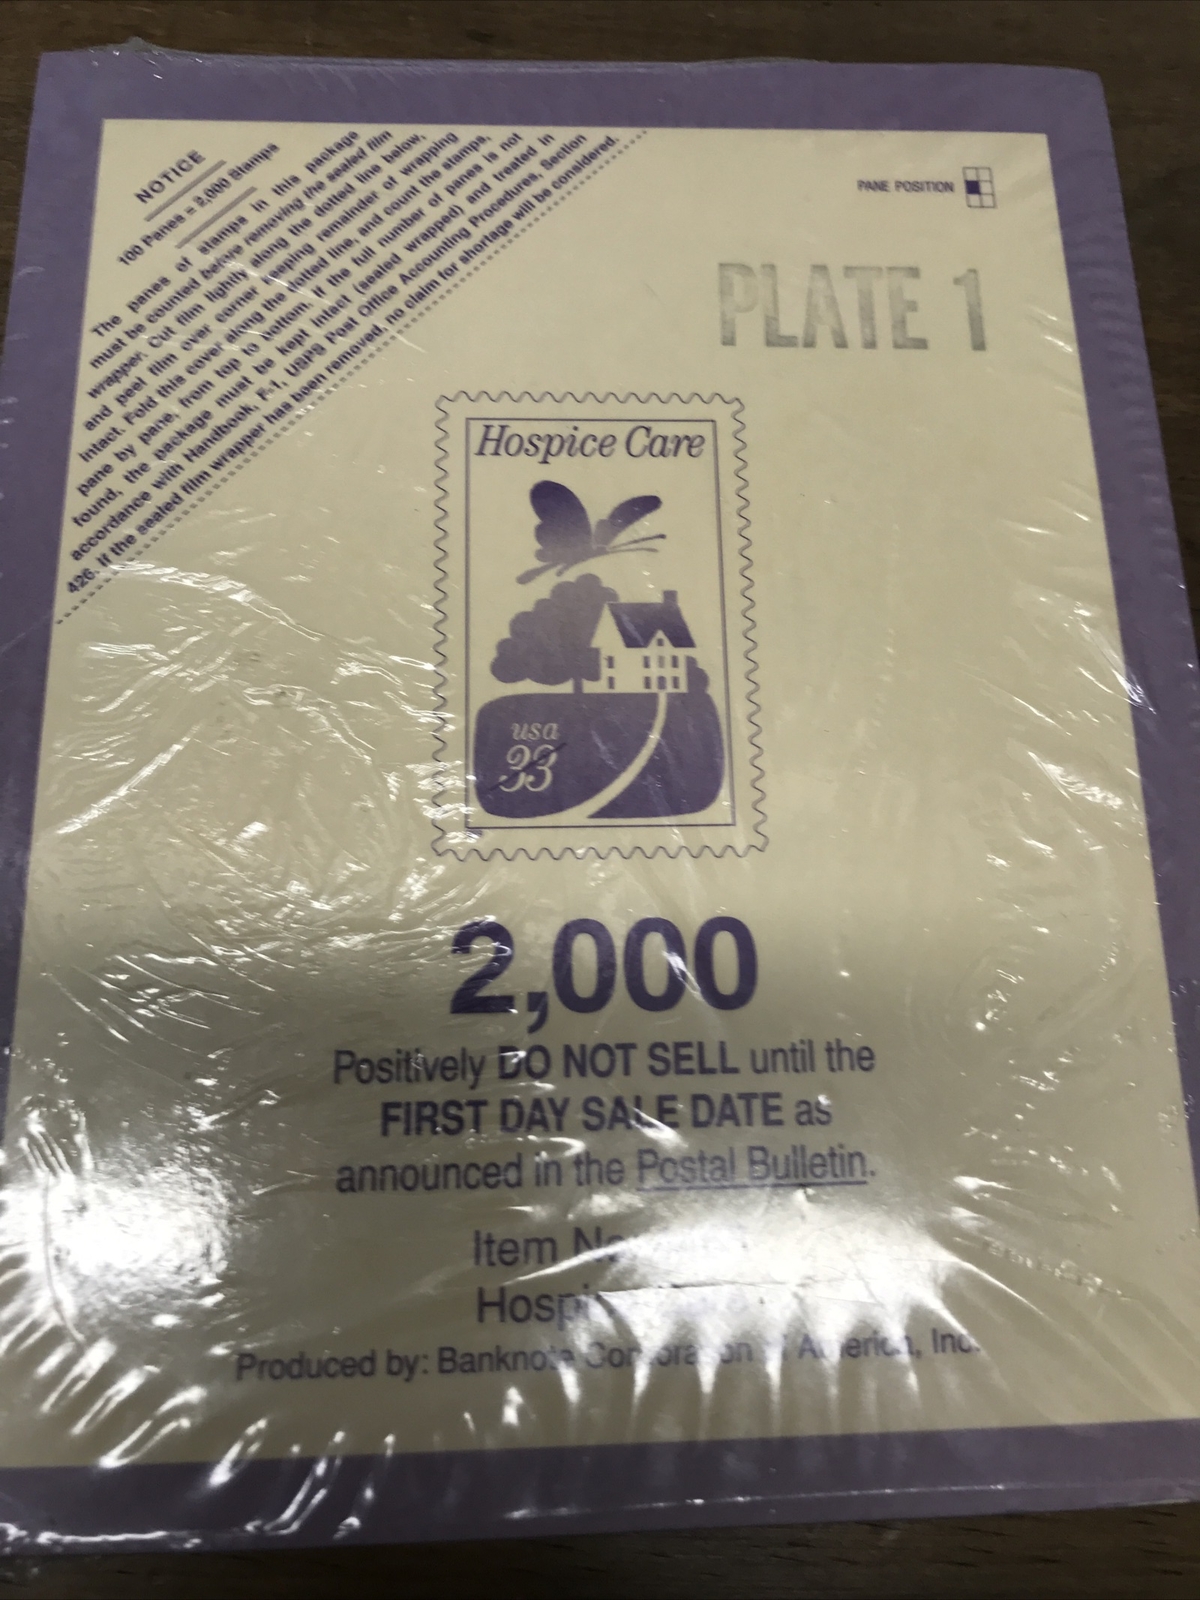 NOTICE
100 Panes = 2,000 Stamps
The panes of stamps in this package
must be counted before removing the sealed film
wrapper. Cut film lightly along the dotted line below,
and peel film over corner keeping remainder of wrapping
intact. Fold this cover along the dotted line, and count the stamps,
pane by pane, from top to bottom. If the full number of panes is not
found, the package must be kept intact (sealed wrapped) and treated in
accordance with Handbook, F-1, USPS Post Office Accounting Procedures, Section
426. If the sealed film wrapper has been removed, no claim for shortage will be considered.
PANE POSITION
PLATE 1
Hospice Care
usa
33
2,000
Positively DO NOT SELL until the
FIRST DAY SALE DATE as
announced in the Postal Bulletin.
Item
Produced by: Banknote Corporation of America, Inc.